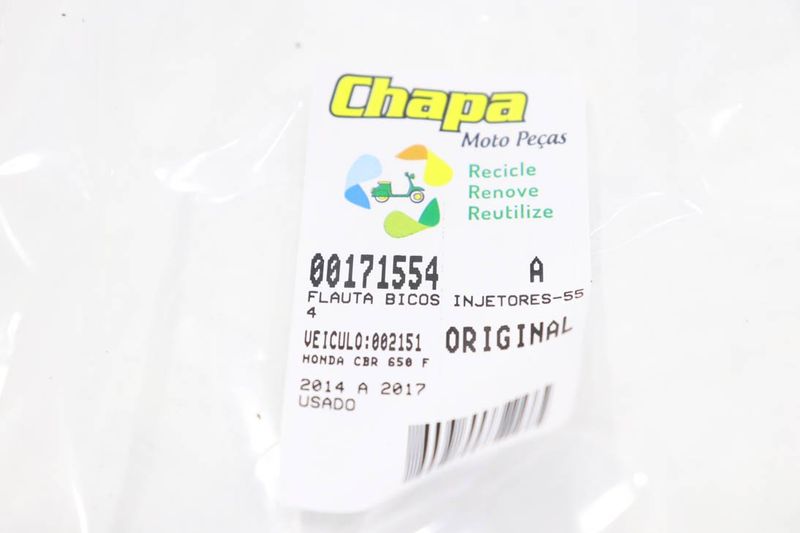 Chapa
Moto Peças
Recicle
Renove
Reutilize
00171554 A
FLAUTA BICOS INJETORES-55
4
VEICULO:002151 ORIGINAL
HONDA CBR 650 F
2014 A 2017
USADO